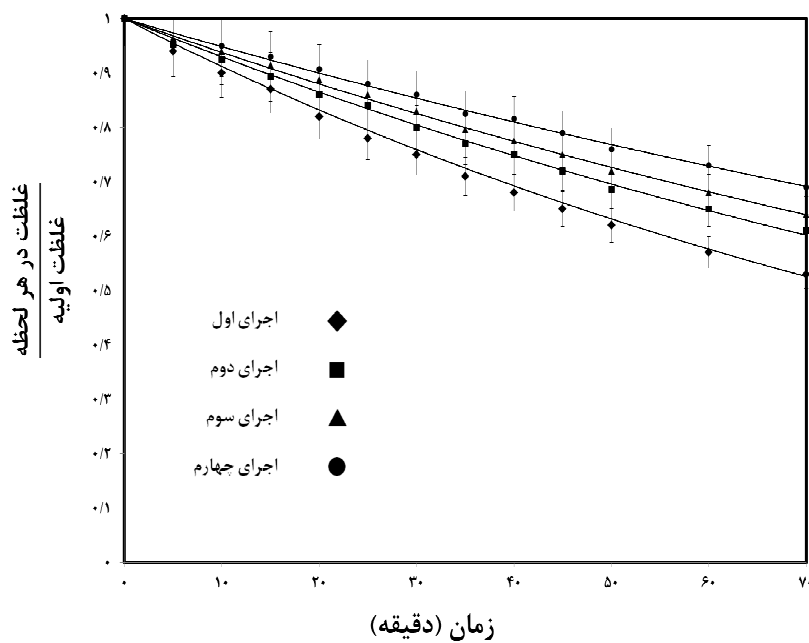 ۱
۰/۹
۰/۸
۰/۷
۰/۶
۰/۵
۰/۴
۰/۳
۰/۲
۰/۱
۰
غلظت در هر لحظه
غلظت اولیه
اجرای اول
اجرای دوم
اجرای سوم
اجرای چهارم
۰ ۱۰ ۲۰ ۳۰ ۴۰ ۵۰ ۶۰ ۷۰
زمان (دقیقه)